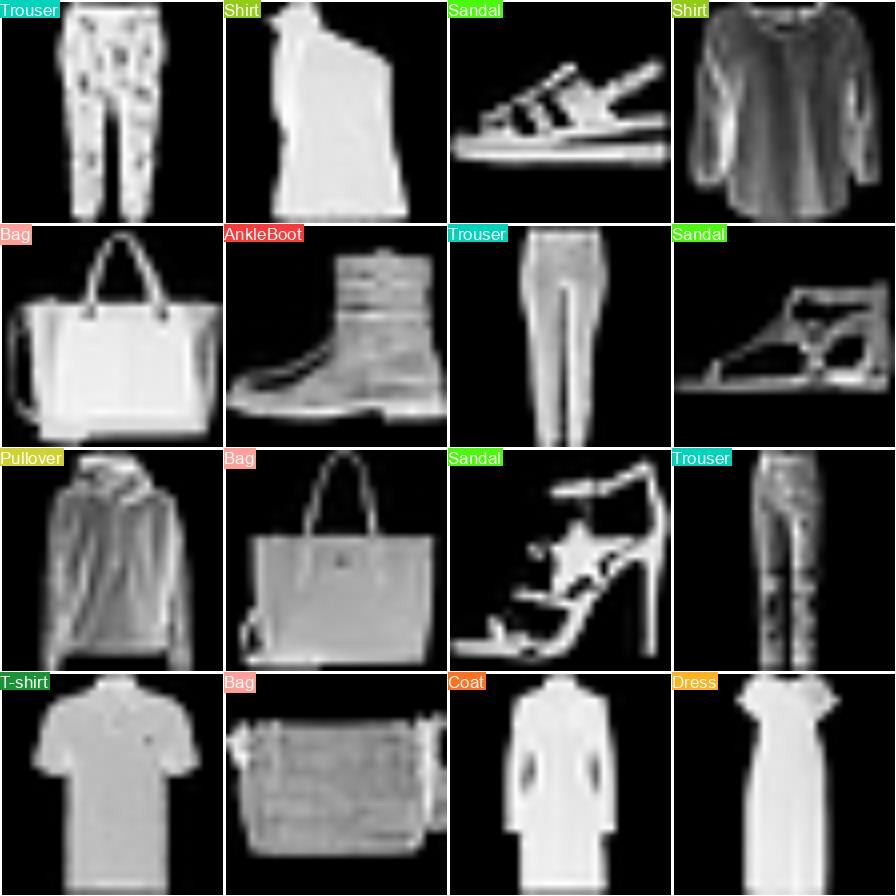 Trouser
Shirt
Sandal
Shirt
Bag
AnkleBoot
Trouser
Sandal
Pullover
Bag
Sandal
Trouser
T-shirt
Bag
Coat
Dress